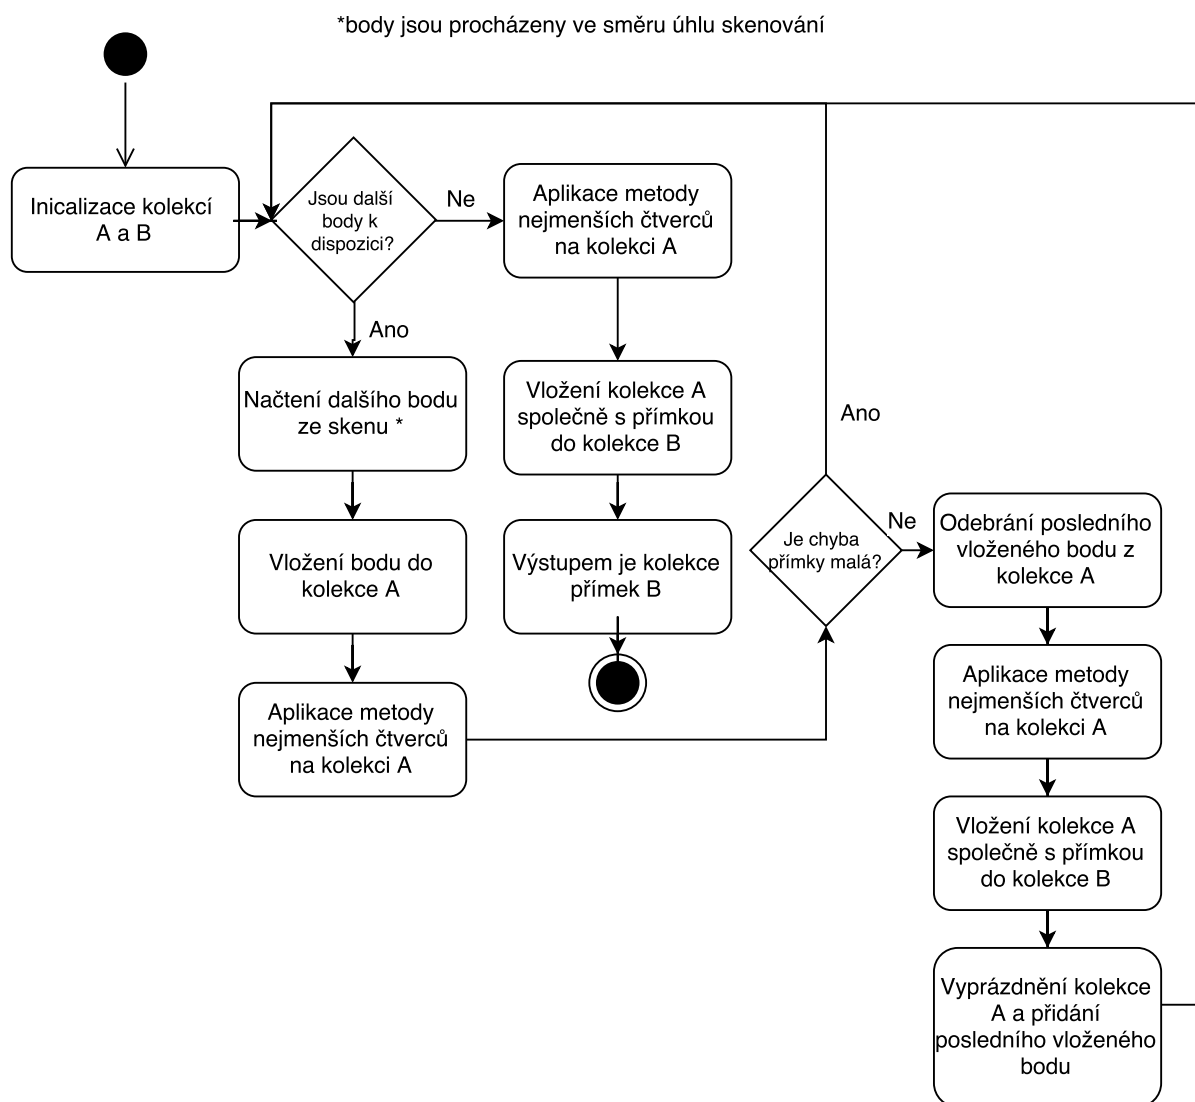 *body jsou procházeny ve směru úhlu skenování
Inicalizace kolekcí
A a B
Jsou další
body k
dispozici?
Ne
Aplikace metody
nejmenších čtverců
na kolekci A
Ano
Načtení dalšího bodu
ze skenu *
Vložení kolekce A
společně s přímkou
do kolekce B
Ano
Vložení bodu do
kolekce A
Výstupem je kolekce
přímek B
Je chyba
přímky malá?
Ne
Odebrání posledního
vloženého bodu z
kolekce A
Aplikace metody
nejmenších čtverců
na kolekci A
Aplikace metody
nejmenších čtverců
na kolekci A
Vložení kolekce A
společně s přímkou
do kolekce B
Vyprázdnění kolekce
A a přidání
posledního vloženého
bodu